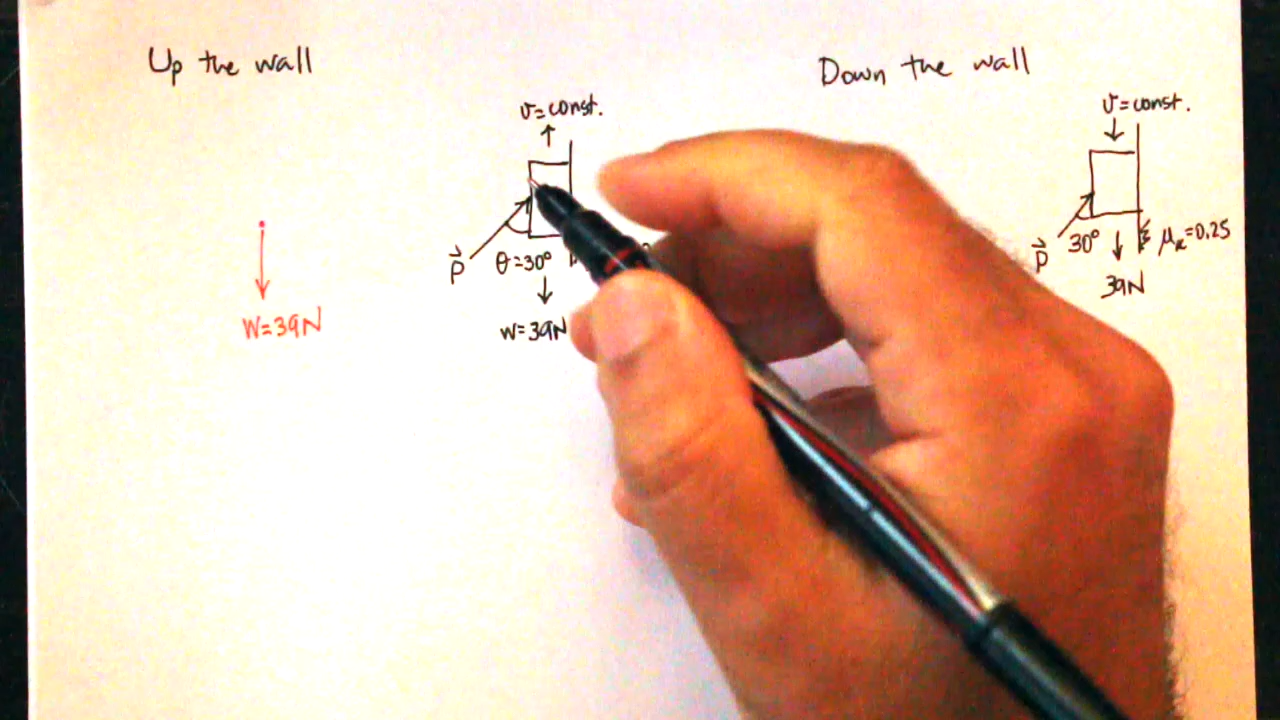 Up the wall
v=const.
P⃗ θ=30°
W=39N
W=39N
Down the wall
v=const.
P⃗ 30° μₖ=0.25
39N